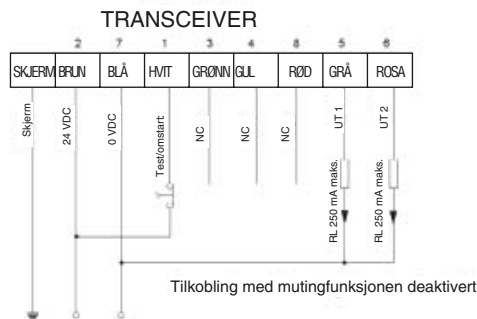 TRANSCEIVER
2 7 1 3 4 8 5 6
SKJERM BRUN BLÅ HVIT GRØNN GUL RØD GRÅ ROSA
Skjerm
24 VDC
0 VDC
Test/omstart
NC
NC
NC
UT 1
UT 2
RL 250 mA maks.
RL 250 mA maks.
Tilkobling med mutingfunksjonen deaktivert